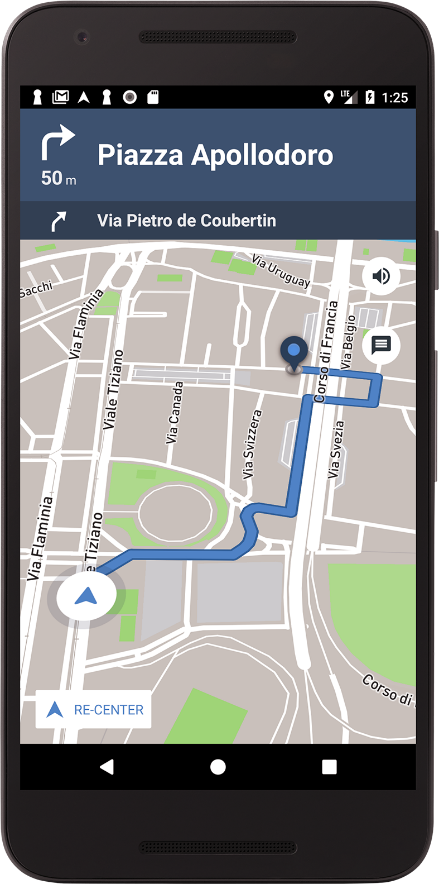 LTE
1:25
Piazza Apollodoro
50 m
Via Pietro de Coubertin
Via Uruguay
Sacchi
Via Flaminia
Viale Tiziano
Corso di Francia
Via Belgio
Via Canada
Via Svizzera
Via Svezia
Via Flaminia
e Tiziano
Corso di
RE-CENTER